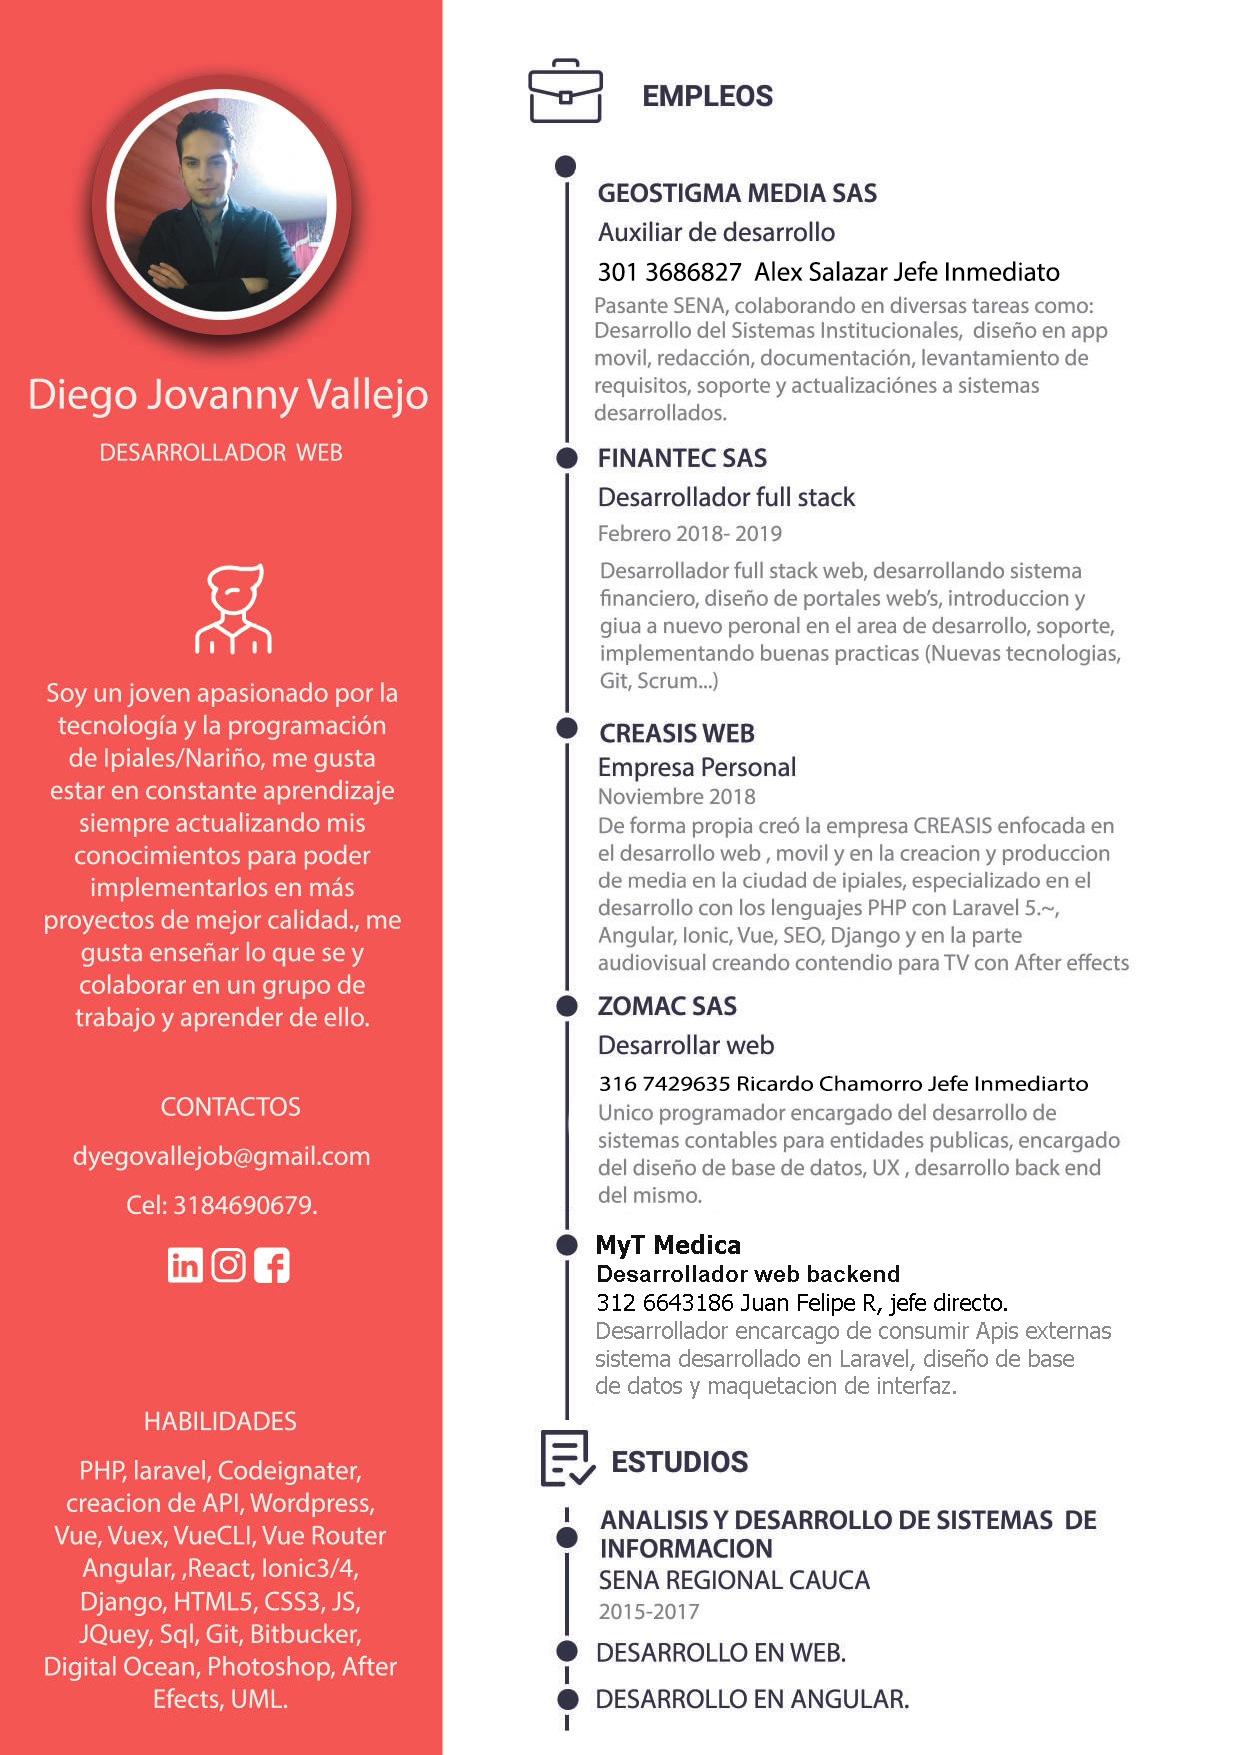 Diego Jovanny Vallejo
DESARROLLADOR  WEB
Soy un joven apasionado por la
tecnología y la programación
de Ipiales/Nariño, me gusta
estar en constante aprendizaje
siempre actualizando mis
conocimientos para poder
implementarlos en más
proyectos de mejor calidad., me
gusta enseñar lo que se y
colaborar en un grupo de
trabajo y aprender de ello.
CONTACTOS
dyegovallejob@gmail.com
Cel: 3184690679.
in
HABILIDADES
PHP, laravel, Codeignater,
creacion de API, Wordpress,
Vue, Vuex, VueCLI, Vue Router
Angular, ,React, Ionic3/4,
Django, HTML5, CSS3, JS,
JQuey, Sql, Git, Bitbucker,
Digital Ocean, Photoshop, After
Efects, UML.
EMPLEOS
GEOSTIGMA MEDIA SAS
Auxiliar de desarrollo
301 3686827  Alex Salazar Jefe Inmediato
Pasante SENA, colaborando en diversas tareas como:
Desarrollo del Sistemas Institucionales,  diseño en app
movil, redacción, documentación, levantamiento de
requisitos, soporte y actualizaciónes a sistemas
desarrollados.
FINANTEC SAS
Desarrollador full stack
Febrero 2018- 2019
Desarrollador full stack web, desarrollando sistema
financiero, diseño de portales web's, introduccion y
giua a nuevo peronal en el area de desarrollo, soporte,
implementando buenas practicas (Nuevas tecnologias,
Git, Scrum...)
CREASIS WEB
Empresa Personal
Noviembre 2018
De forma propia creó la empresa CREASIS enfocada en
el desarrollo web , movil y en la creacion y produccion
de media en la ciudad de ipiales, especializado en el
desarrollo con los lenguajes PHP con Laravel 5.~,
Angular, Ionic, Vue, SEO, Django y en la parte
audiovisual creando contendio para TV con After effects
ZOMAC SAS
Desarrollar web
316 7429635 Ricardo Chamorro Jefe Inmediarto
Unico programador encargado del desarrollo de
sistemas contables para entidades publicas, encargado
del diseño de base de datos, UX , desarrollo back end
del mismo.
MyT Medica
Desarrollador web backend
312 6643186 Juan Felipe R, jefe directo.
Desarrollador encarcago de consumir Apis externas
sistema desarrollado en Laravel, diseño de base
de datos y maquetacion de interfaz.
ESTUDIOS
ANALISIS Y DESARROLLO DE SISTEMAS  DE
INFORMACION
SENA REGIONAL CAUCA
2015-2017
DESARROLLO EN WEB.
DESARROLLO EN ANGULAR.